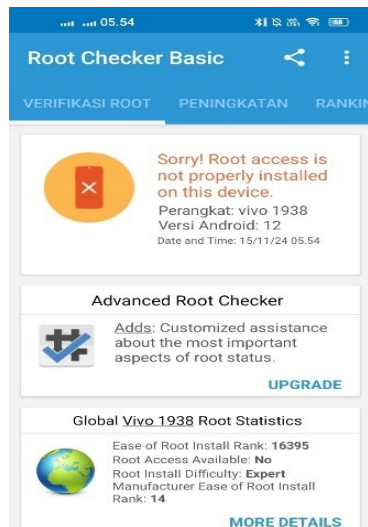 05.54
Root Checker Basic
VERIFIKASI ROOT PENINGKATAN RANKIN
Sorry! Root access is
not properly installed
on this device.
Perangkat: vivo 1938
Versi Android: 12
Date and Time: 15/11/24 05.54
Advanced Root Checker
Adds: Customized assistance
about the most important
aspects of root status.
UPGRADE
Global Vivo 1938 Root Statistics
Ease of Root Install Rank: 16395
Root Access Available: No
Root Install Difficulty: Expert
Manufacturer Ease of Root Install
Rank: 14
MORE DETAILS